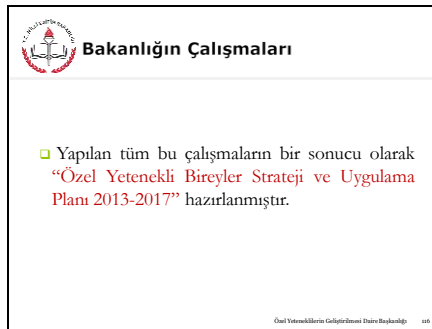 Bakanlığın Çalışmaları
Yapılan tüm bu çalışmaların bir sonucu olarak
“Özel Yetenekli Bireyler Strateji ve Uygulama
Planı 2013-2017” hazırlanmıştır.
Özel Yeteneklilerin Geliştirilmesi Daire Başkanlığı 116